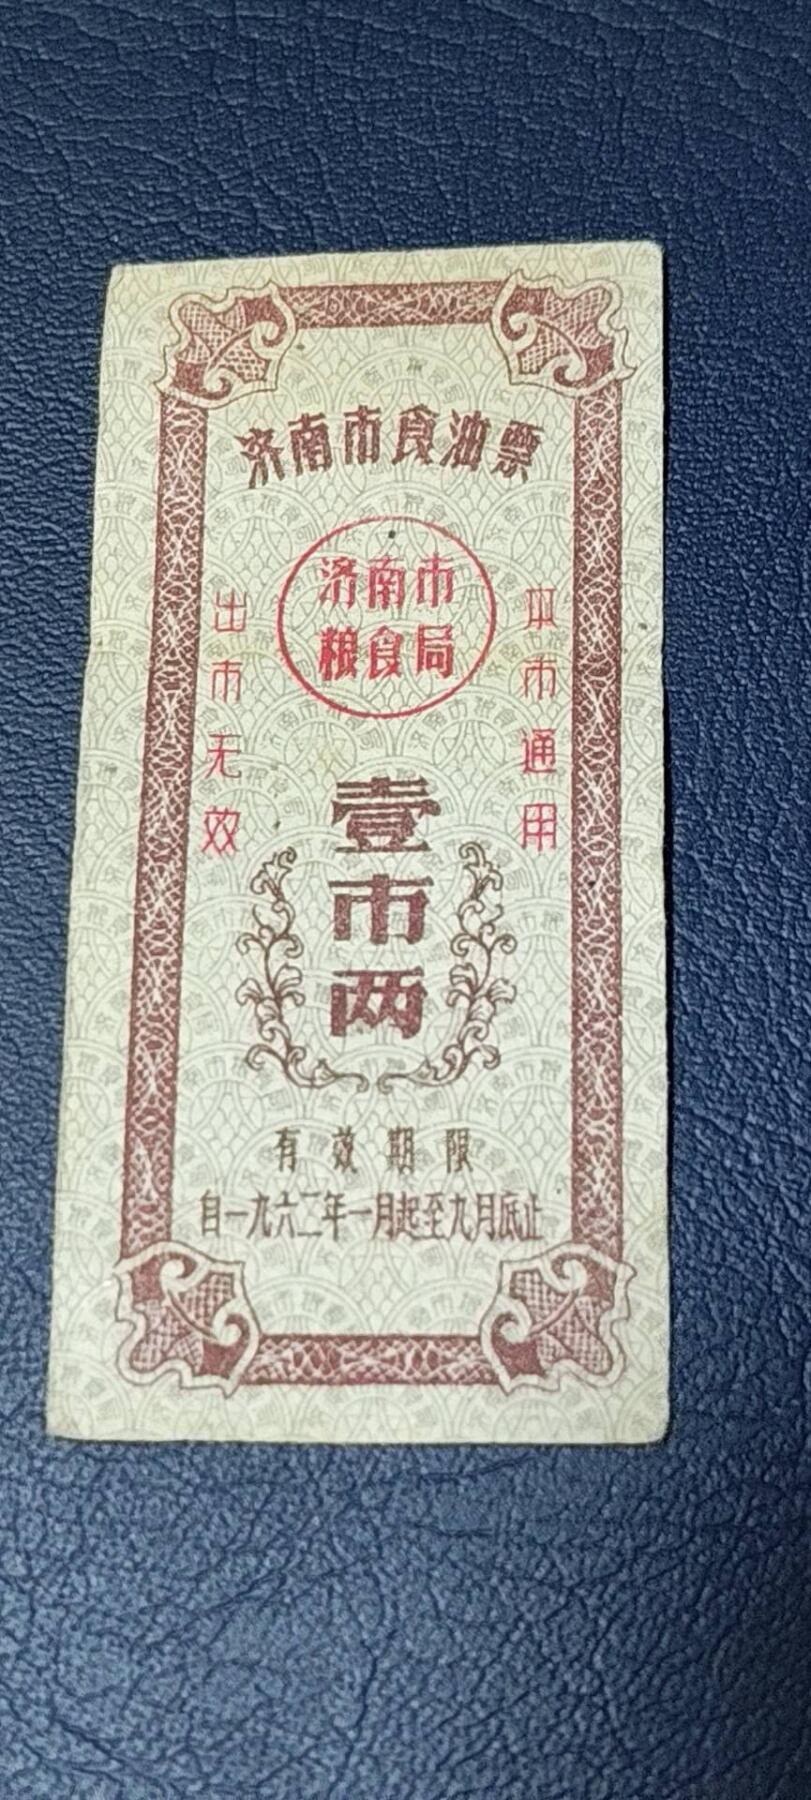 济南市食油票
济南市
粮食局
本市通用
出市无效
壹市两
有效期限
自一九六二年一月起至九月底止